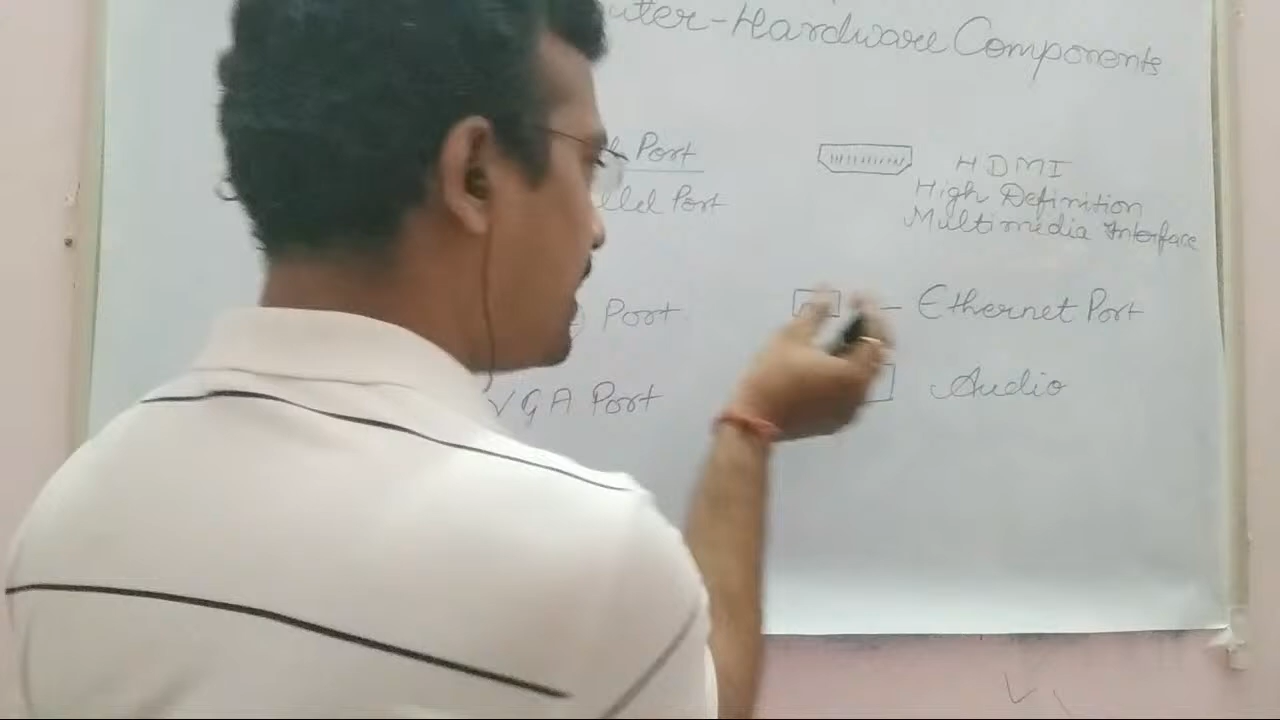 uter-Hardware Components
Port
llel Port
HDMI
High Definition
Multimedia Interface
Port
Ethernet Port
VGA Port
Audio